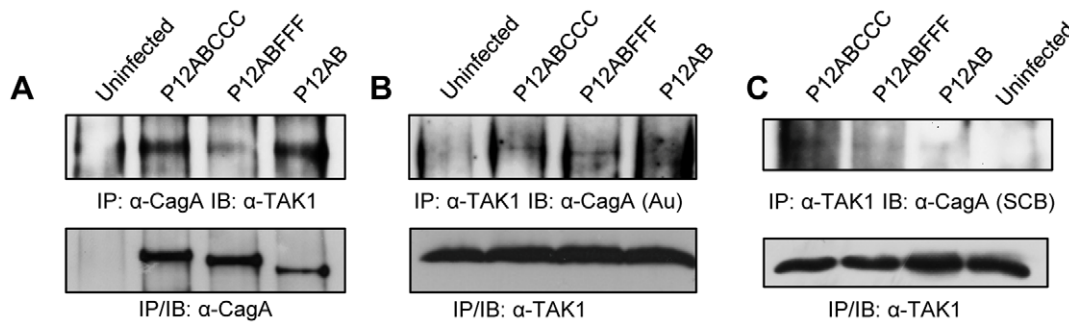 A
Uninfected
P12ABCCC
P12ABFFF
P12AB
IP: α-CagA IB: α-TAK1
IP/IB: α-CagA
B
Uninfected
P12ABCCC
P12ABFFF
P12AB
IP: α-TAK1 IB: α-CagA (Au)
IP/IB: α-TAK1
C
P12ABCCC
P12ABFFF
P12AB
Uninfected
IP: α-TAK1 IB: α-CagA (SCB)
IP/IB: α-TAK1